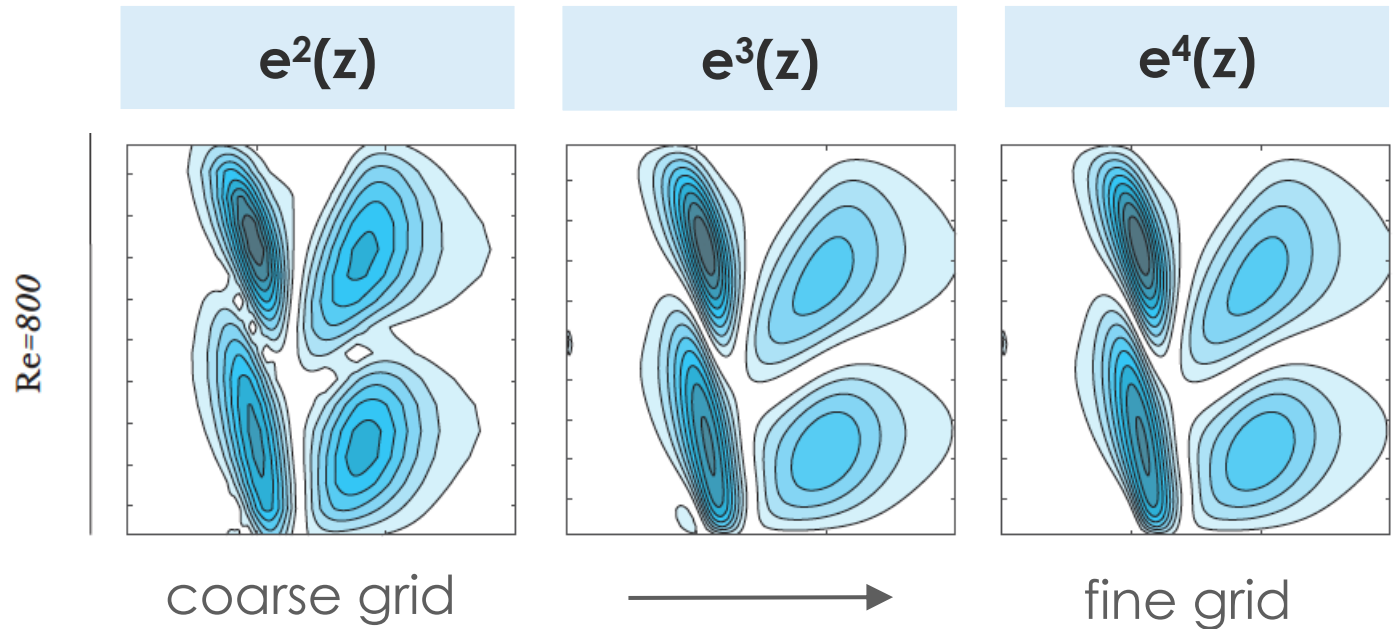 e²(z)
e³(z)
e⁴(z)
Re=800
coarse grid
fine grid